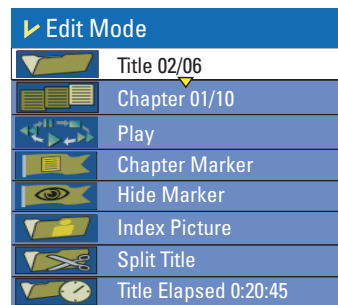 Edit Mode
Title 02/06
Chapter 01/10
Play
Chapter Marker
Hide Marker
Index Picture
Split Title
Title Elapsed 0:20:45